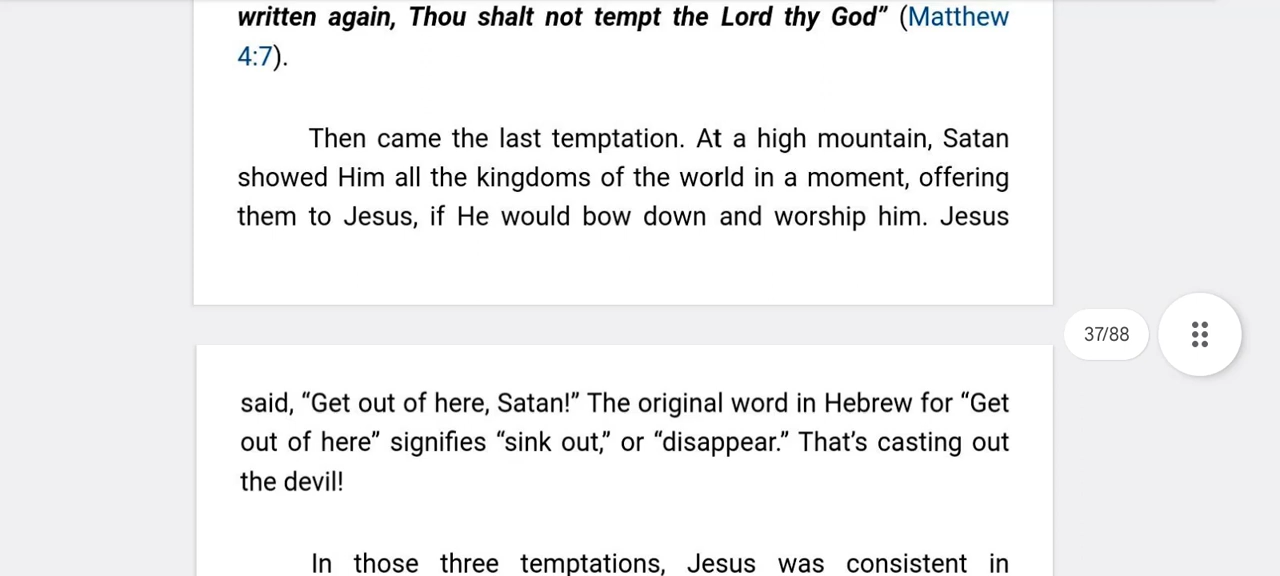 written again, Thou shalt not tempt the Lord thy God” (Matthew
4:7).
Then came the last temptation. At a high mountain, Satan
showed Him all the kingdoms of the world in a moment, offering
them to Jesus, if He would bow down and worship him. Jesus
37/88
said, “Get out of here, Satan!” The original word in Hebrew for “Get
out of here” signifies “sink out,” or “disappear.” That’s casting out
the devil!
In those three temptations, Jesus was consistent in